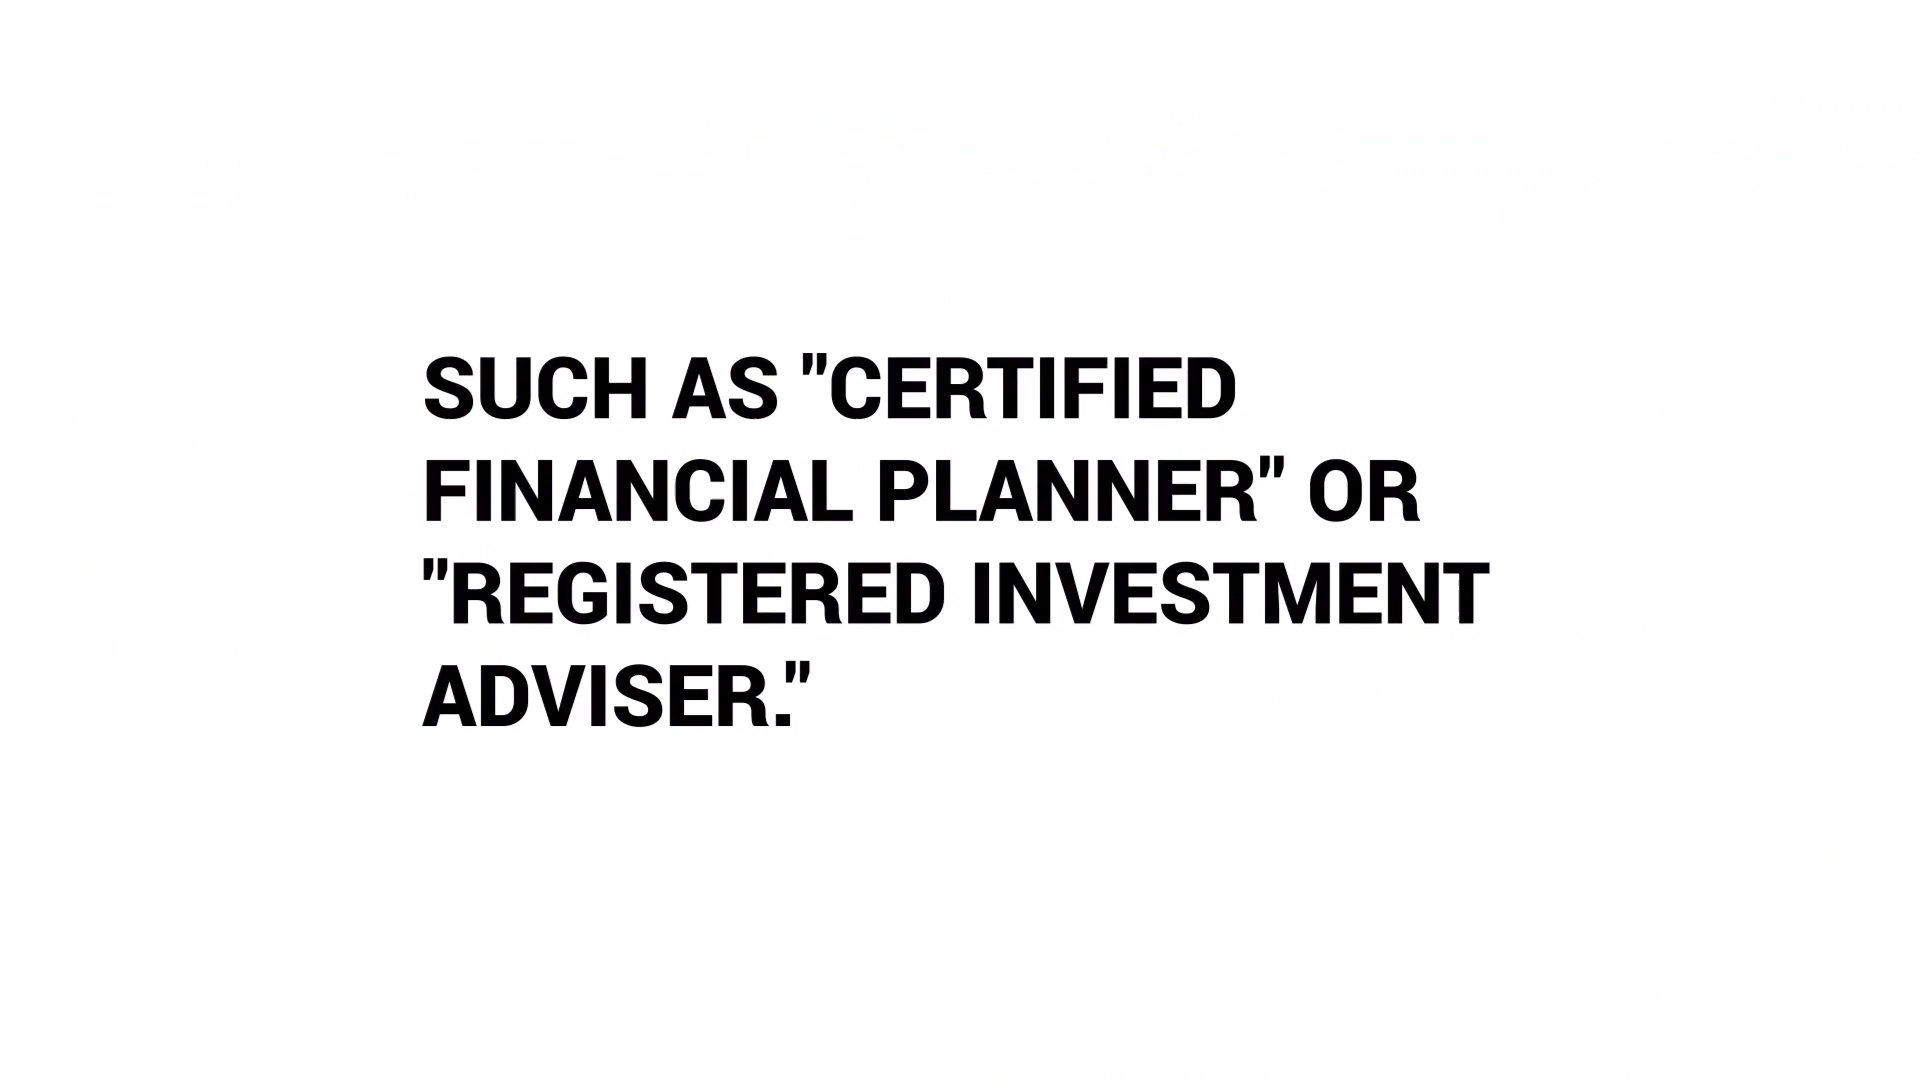 SUCH AS "CERTIFIED
FINANCIAL PLANNER" OR
"REGISTERED INVESTMENT
ADVISER."